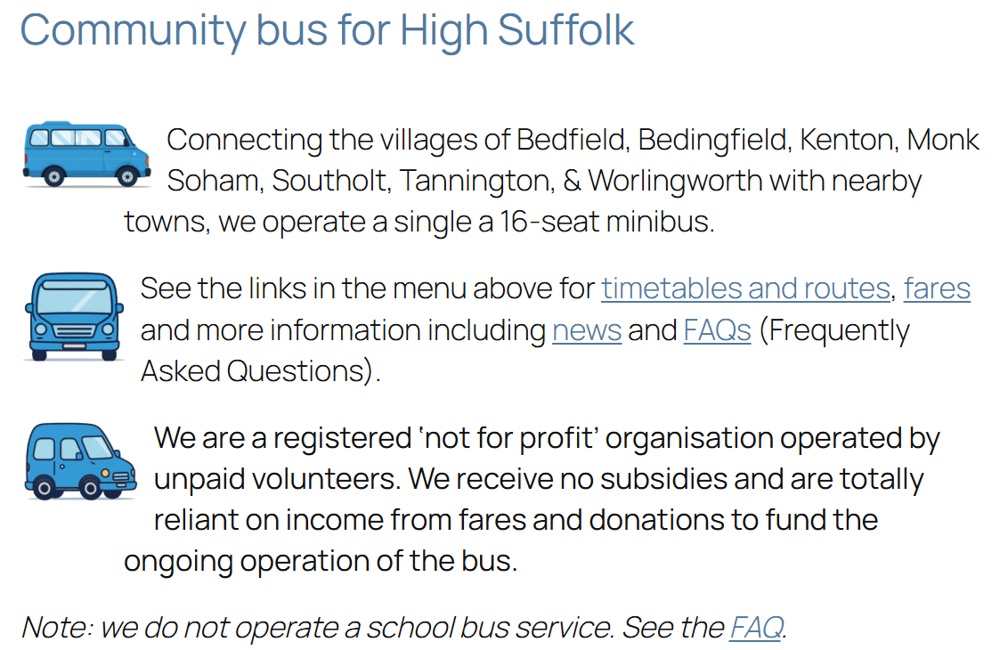 Community bus for High Suffolk
Connecting the villages of Bedfield, Bedingfield, Kenton, Monk
Soham, Southolt, Tannington, & Worlingworth with nearby
towns, we operate a single a 16-seat minibus.
See the links in the menu above for timetables and routes, fares
and more information including news and FAQs (Frequently
Asked Questions).
We are a registered ‘not for profit’ organisation operated by
unpaid volunteers. We receive no subsidies and are totally
reliant on income from fares and donations to fund the
ongoing operation of the bus.
Note: we do not operate a school bus service. See the FAQ.